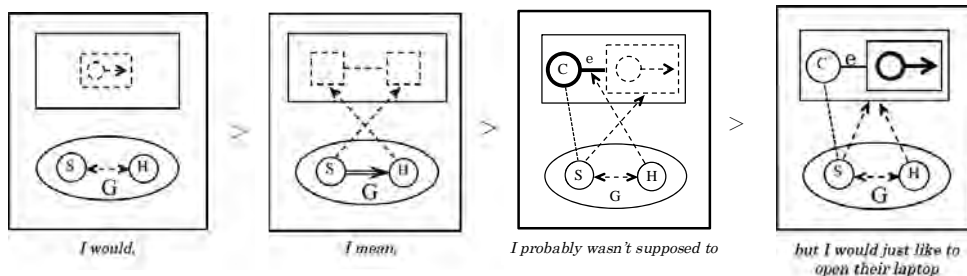 S H
G
I would,
>
S H
G
I mean,
>
C e
S H
G
I probably wasn't supposed to
>
C e
S H
G
but I would just like to
open their laptop